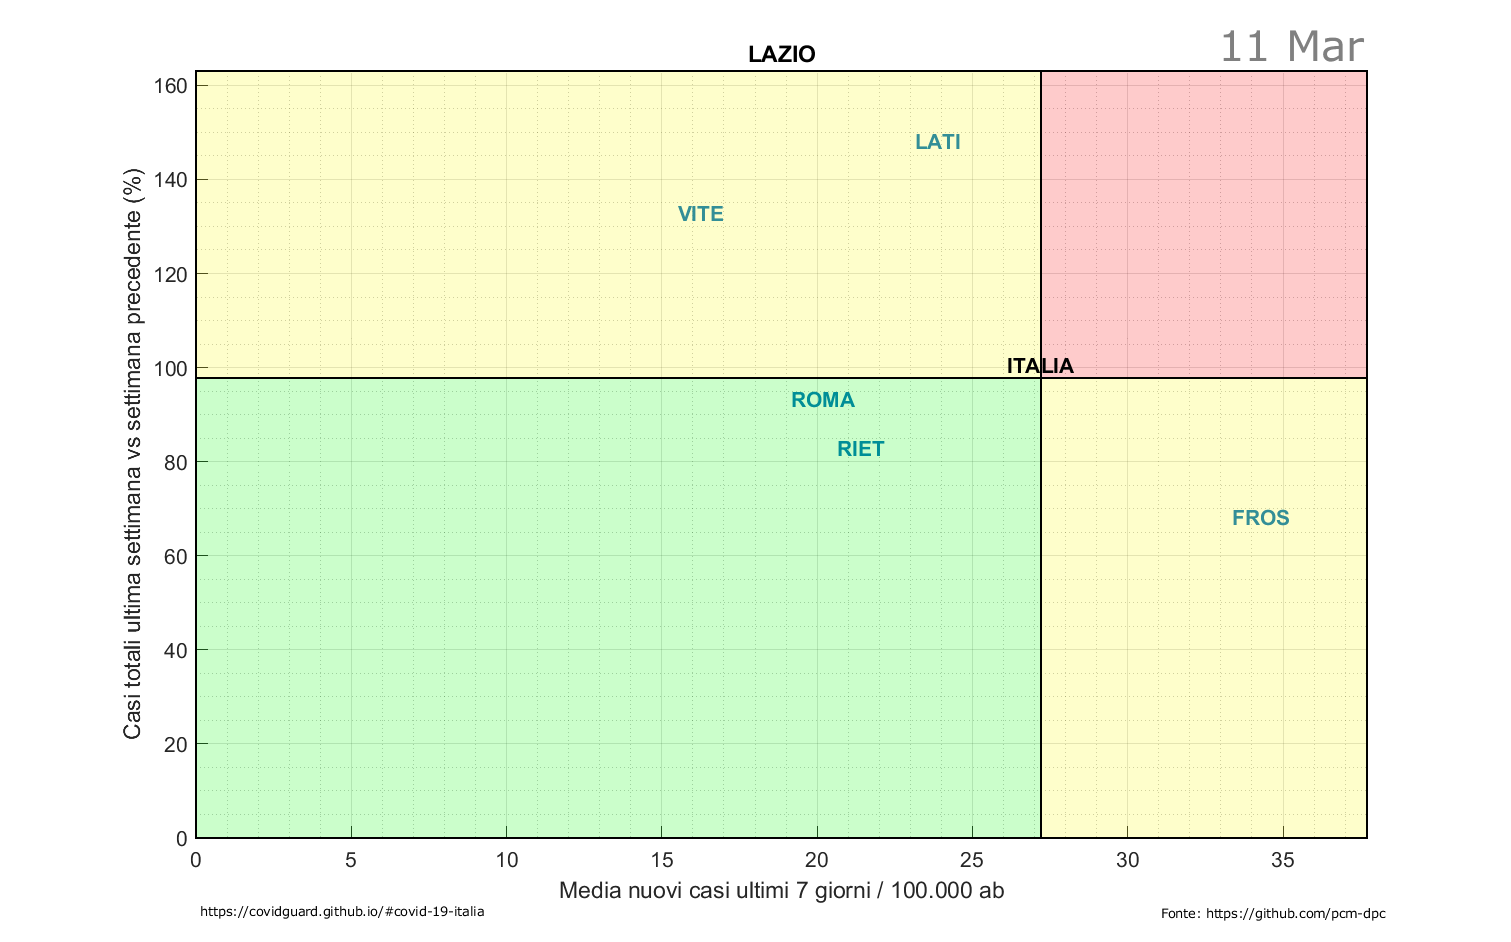 11 Mar
LAZIO
Casi totali ultima settimana vs settimana precedente (%)
160
140
120
100
80
60
40
20
0
LATI
VITE
ITALIA
ROMA
RIET
FROS
0 5 10 15 20 25 30 35
Media nuovi casi ultimi 7 giorni / 100.000 ab
https://covidguard.github.io/#covid-19-italia
Fonte: https://github.com/pcm-dpc